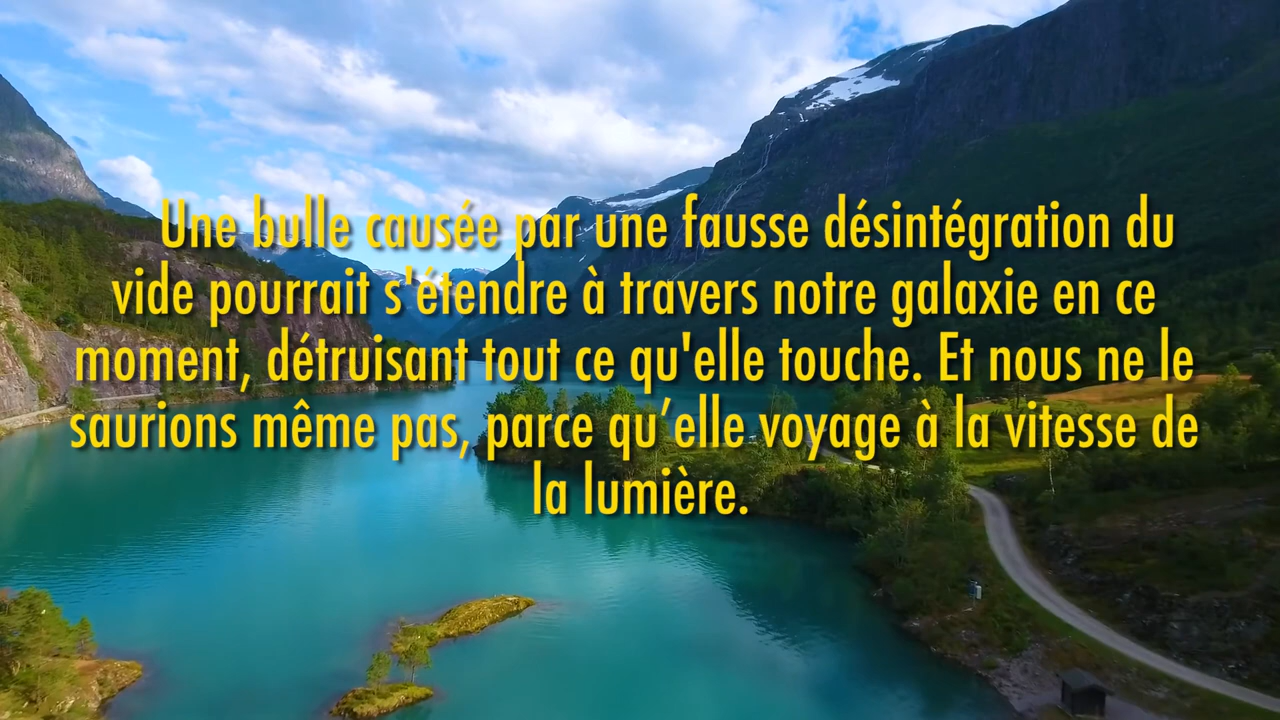 Une bulle causée par une fausse désintégration du
vide pourrait s'étendre à travers notre galaxie en ce
moment, détruisant tout ce qu'elle touche. Et nous ne le
saurions même pas, parce qu’elle voyage à la vitesse de
la lumière.